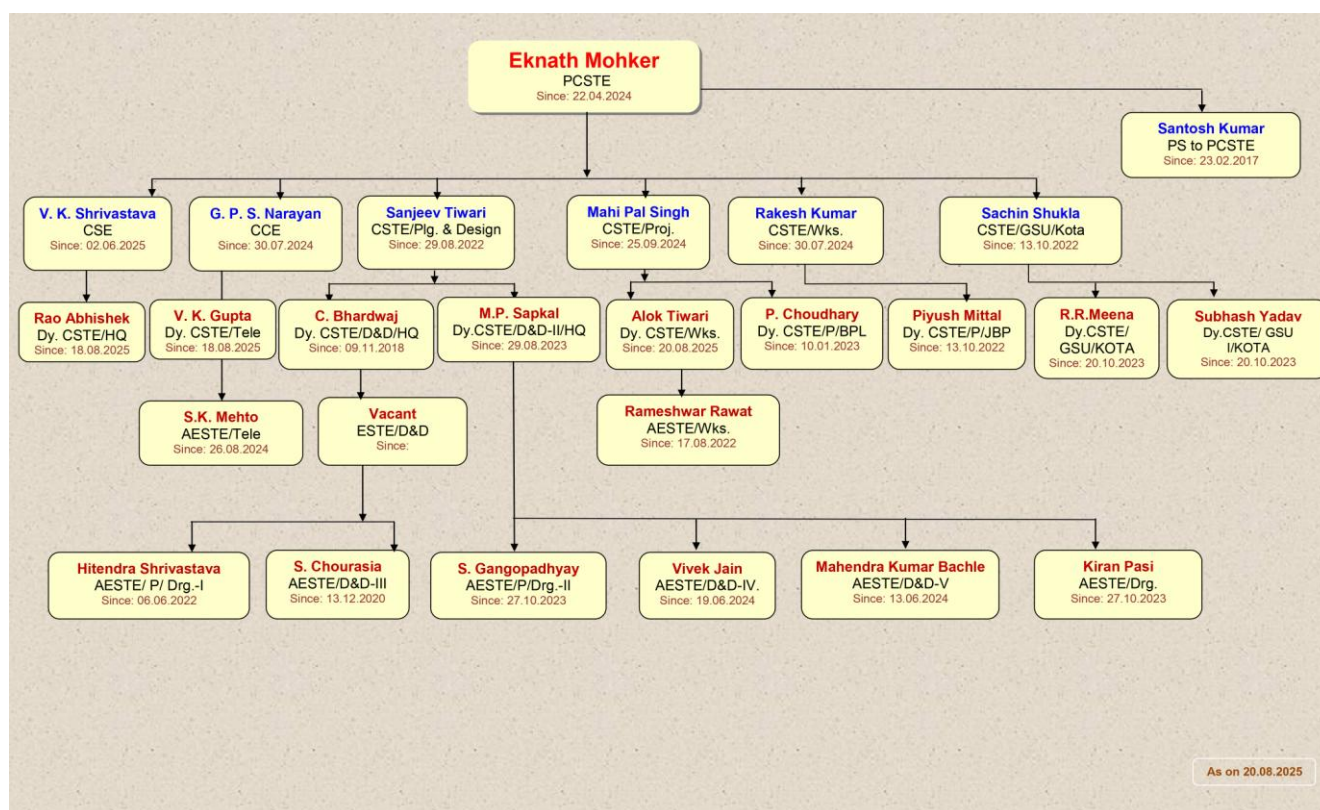 Eknath Mohker
PCSTE
Since: 22.04.2024
Santosh Kumar
PS to PCSTE
Since: 23.02.2017
V. K. Shrivastava
CSE
Since: 02.06.2025
G. P. S. Narayan
CCE
Since: 30.07.2024
Sanjeev Tiwari
CSTE/Plg. & Design
Since: 29.08.2022
Mahi Pal Singh
CSTE/Proj.
Since: 25.09.2024
Rakesh Kumar
CSTE/Wks.
Since: 30.07.2024
Sachin Shukla
CSTE/GSU/Kota
Since: 13.10.2022
Rao Abhishek
Dy. CSTE/HQ
Since: 18.08.2025
V. K. Gupta
Dy. CSTE/Tele
Since: 18.08.2025
C. Bhardwaj
Dy. CSTE/D&D/HQ
Since: 09.11.2018
M.P. Sapkal
Dy.CSTE/D&D-II/HQ
Since: 29.08.2023
Alok Tiwari
Dy. CSTE/Wks.
Since: 20.08.2025
P. Choudhary
Dy. CSTE/P/BPL
Since: 10.01.2023
Piyush Mittal
Dy. CSTE/P/JBP
Since: 13.10.2022
R.R.Meena
Dy.CSTE/
GSU/KOTA
Since: 20.10.2023
Subhash Yadav
Dy.CSTE/ GSU
I/KOTA
Since: 20.10.2023
S.K. Mehto
AESTE/Tele
Since: 26.08.2024
Vacant
ESTE/D&D
Since:
Rameshwar Rawat
AESTE/Wks.
Since: 17.08.2022
Hitendra Shrivastava
AESTE/ P/ Drg.-I
Since: 06.06.2022
S. Chourasia
AESTE/D&D-III
Since: 13.12.2020
S. Gangopadhyay
AESTE/P/Drg.-II
Since: 27.10.2023
Vivek Jain
AESTE/D&D-IV.
Since: 19.06.2024
Mahendra Kumar Bachle
AESTE/D&D-V
Since: 13.06.2024
Kiran Pasi
AESTE/Drg.
Since: 27.10.2023
As on 20.08.2025